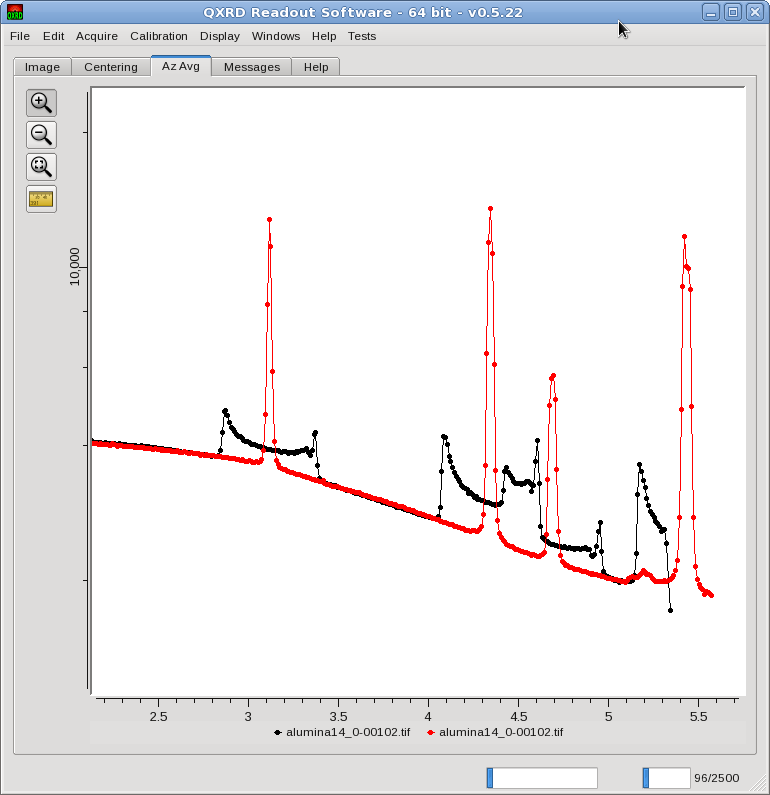 QXRD Readout Software - 64 bit - v0.5.22
File Edit Acquire Calibration Display Windows Help Tests
Image Centering Az Avg Messages Help
10,000
2.5 3 3.5 4 4.5 5 5.5
alumina14_0-00102.tif alumina14_0-00102.tif
96/2500